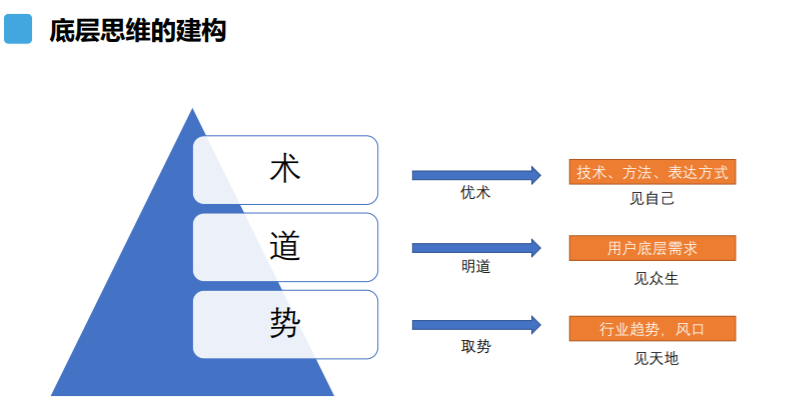 底层思维的建构
术
优术
技术、方法、表达方式
见自己
道
明道
用户底层需求
见众生
势
取势
行业趋势、风口
见天地